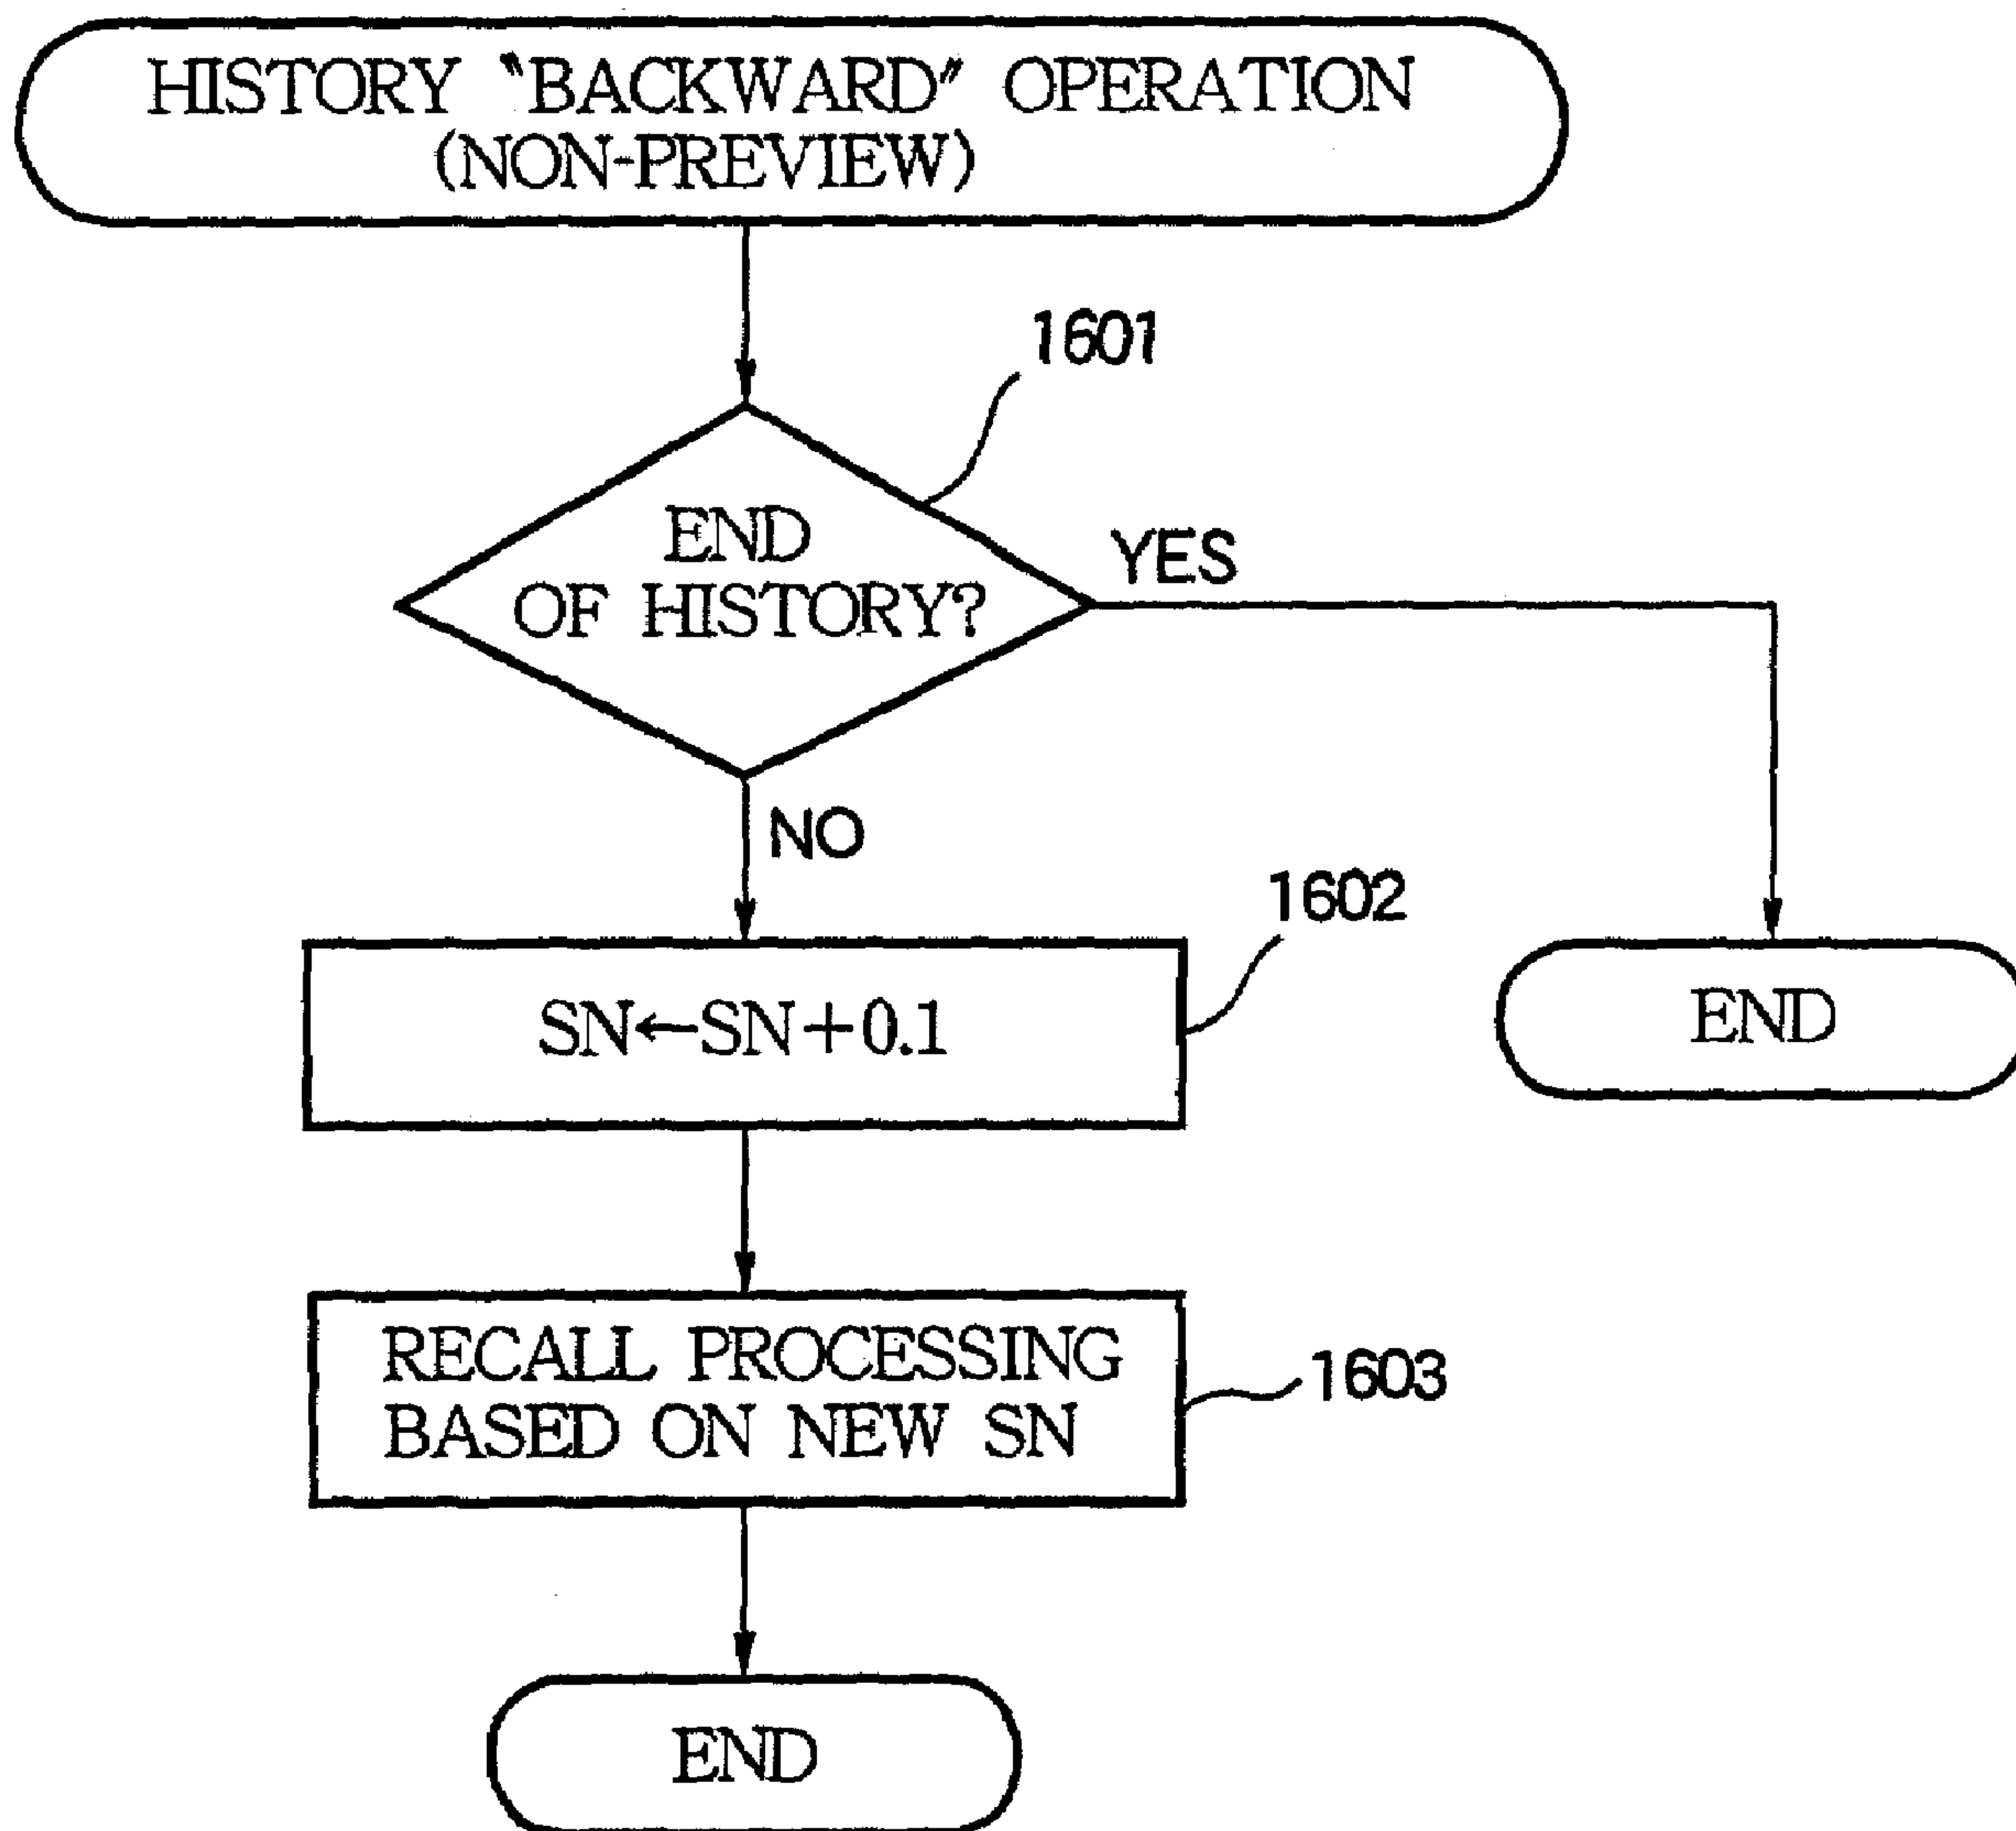 HISTORY "BACKWARD" OPERATION
(NON-PREVIEW)
1601
END
OF HISTORY?
YES
NO
1602
SN←SN+0.1
END
RECALL PROCESSING
BASED ON NEW SN
1603
END